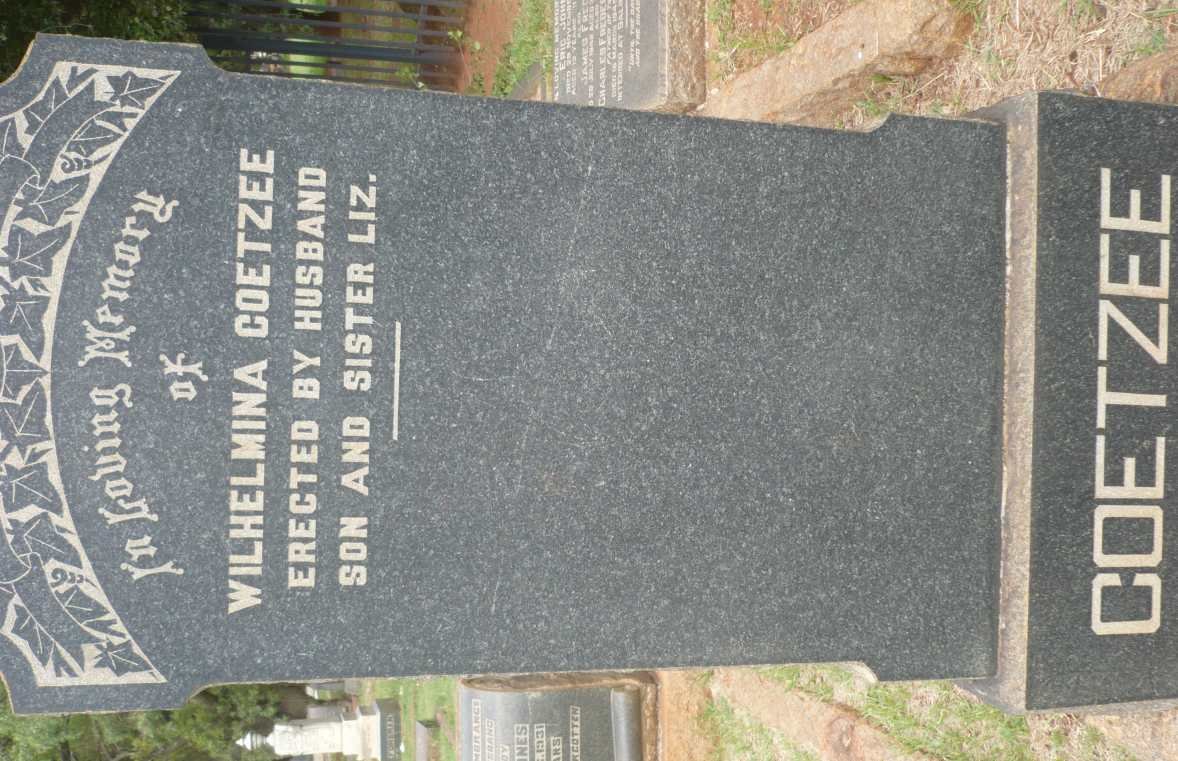 In Loving Memory
of
WILHELMINA COETZEE
ERECTED BY HUSBAND
SON AND SISTER LIZ.
COETZEE